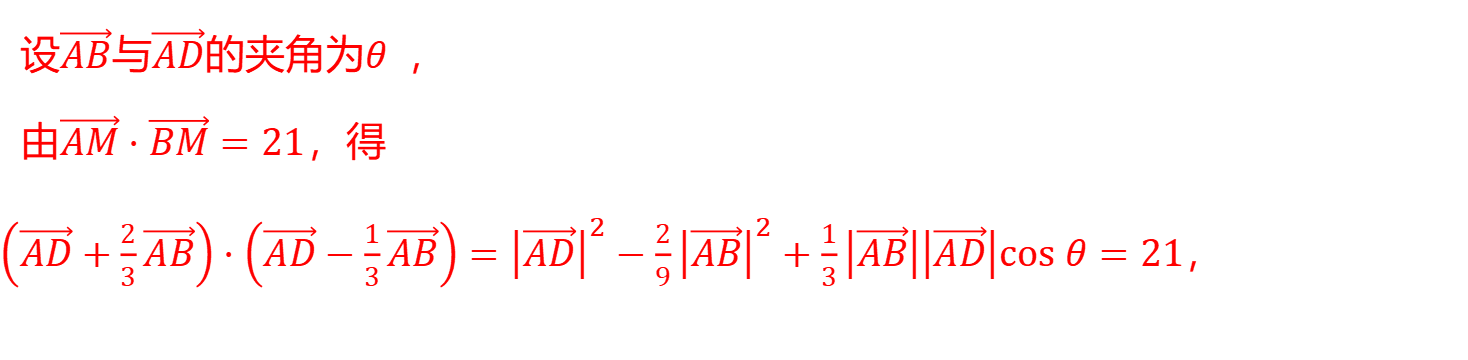 设$\overrightarrow{AB}$与$\overrightarrow{AD}$的夹角为$\theta$ ,
由$\overrightarrow{AM} \cdot \overrightarrow{BM} = 21$，得
$\left(\overrightarrow{AD} + \frac{2}{3}\overrightarrow{AB}\right) \cdot \left(\overrightarrow{AD} - \frac{1}{3}\overrightarrow{AB}\right) = \left|\overrightarrow{AD}\right|^2 - \frac{2}{9}\left|\overrightarrow{AB}\right|^2 + \frac{1}{3}\left|\overrightarrow{AB}\right|\left|\overrightarrow{AD}\right|\cos\theta = 21$,